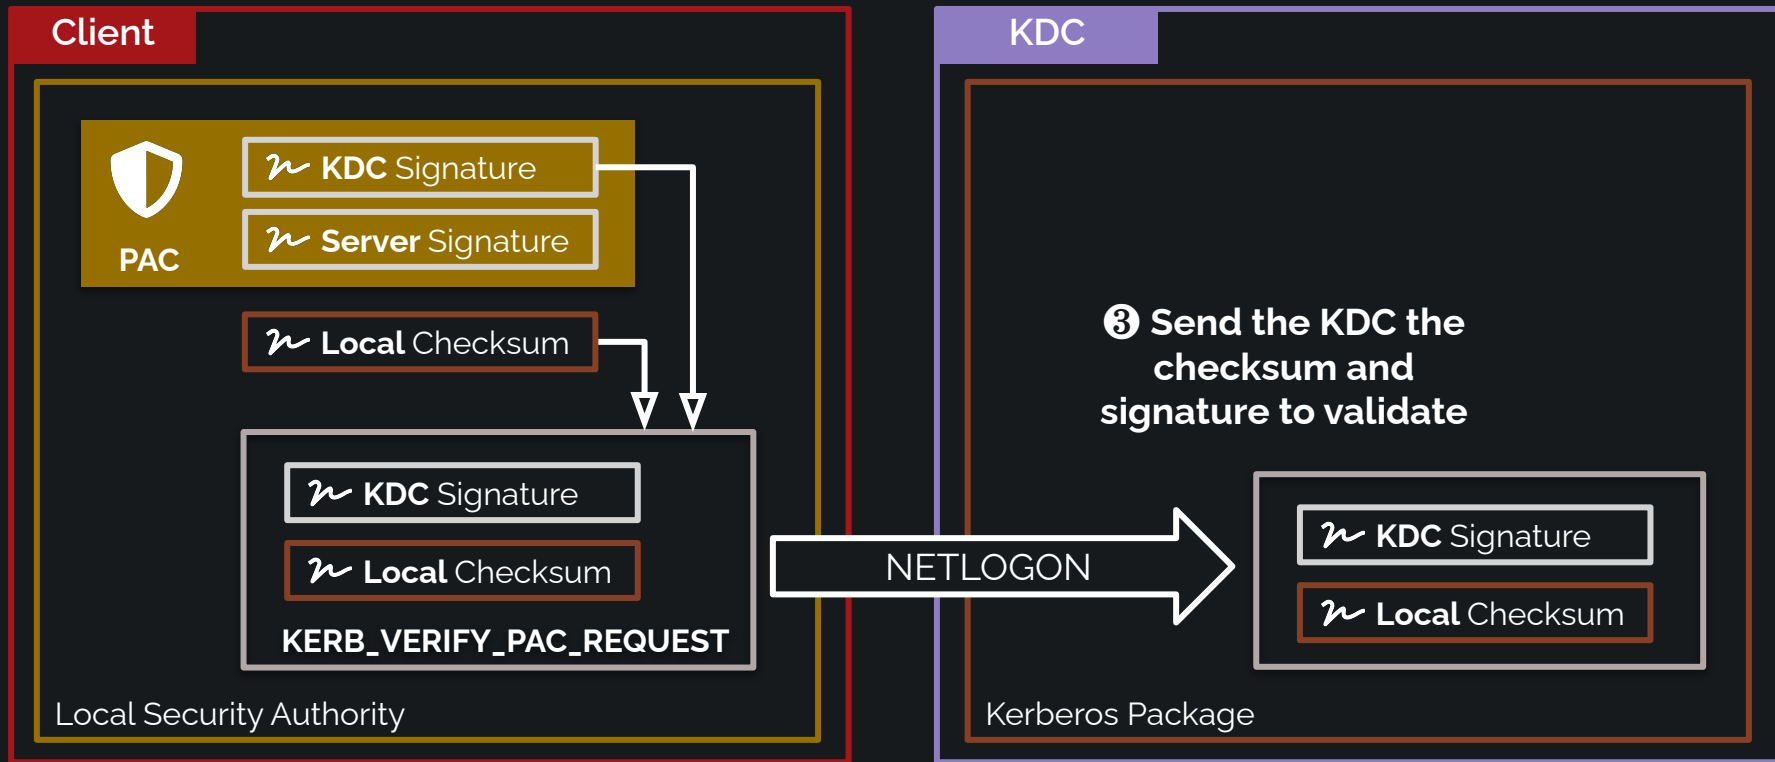 Client
KDC Signature
Server Signature
PAC
Local Checksum
KDC Signature
Local Checksum
KERB_VERIFY_PAC_REQUEST
Local Security Authority
NETLOGON
KDC
❸ Send the KDC the
checksum and
signature to validate
KDC Signature
Local Checksum
Kerberos Package